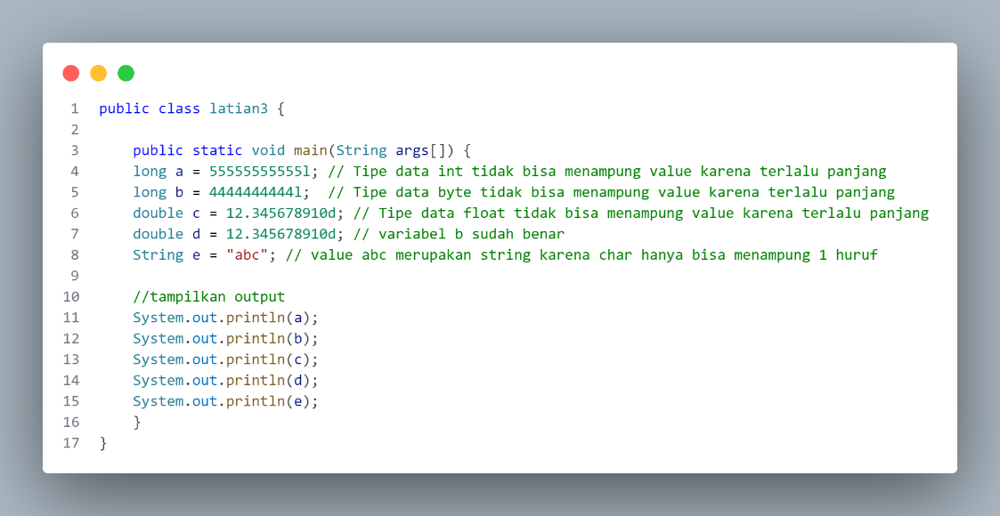 1 public class latian3 {
2
3 public static void main(String args[]) {
4 long a = 55555555555l; // Tipe data int tidak bisa menampung value karena terlalu panjang
5 long b = 4444444444l;  // Tipe data byte tidak bisa menampung value karena terlalu panjang
6 double c = 12.345678910d; // Tipe data float tidak bisa menampung value karena terlalu panjang
7 double d = 12.345678910d; // variabel b sudah benar
8 String e = "abc"; // value abc merupakan string karena char hanya bisa menampung 1 huruf
9
10 //tampilkan output
11 System.out.println(a);
12 System.out.println(b);
13 System.out.println(c);
14 System.out.println(d);
15 System.out.println(e);
16 }
17 }